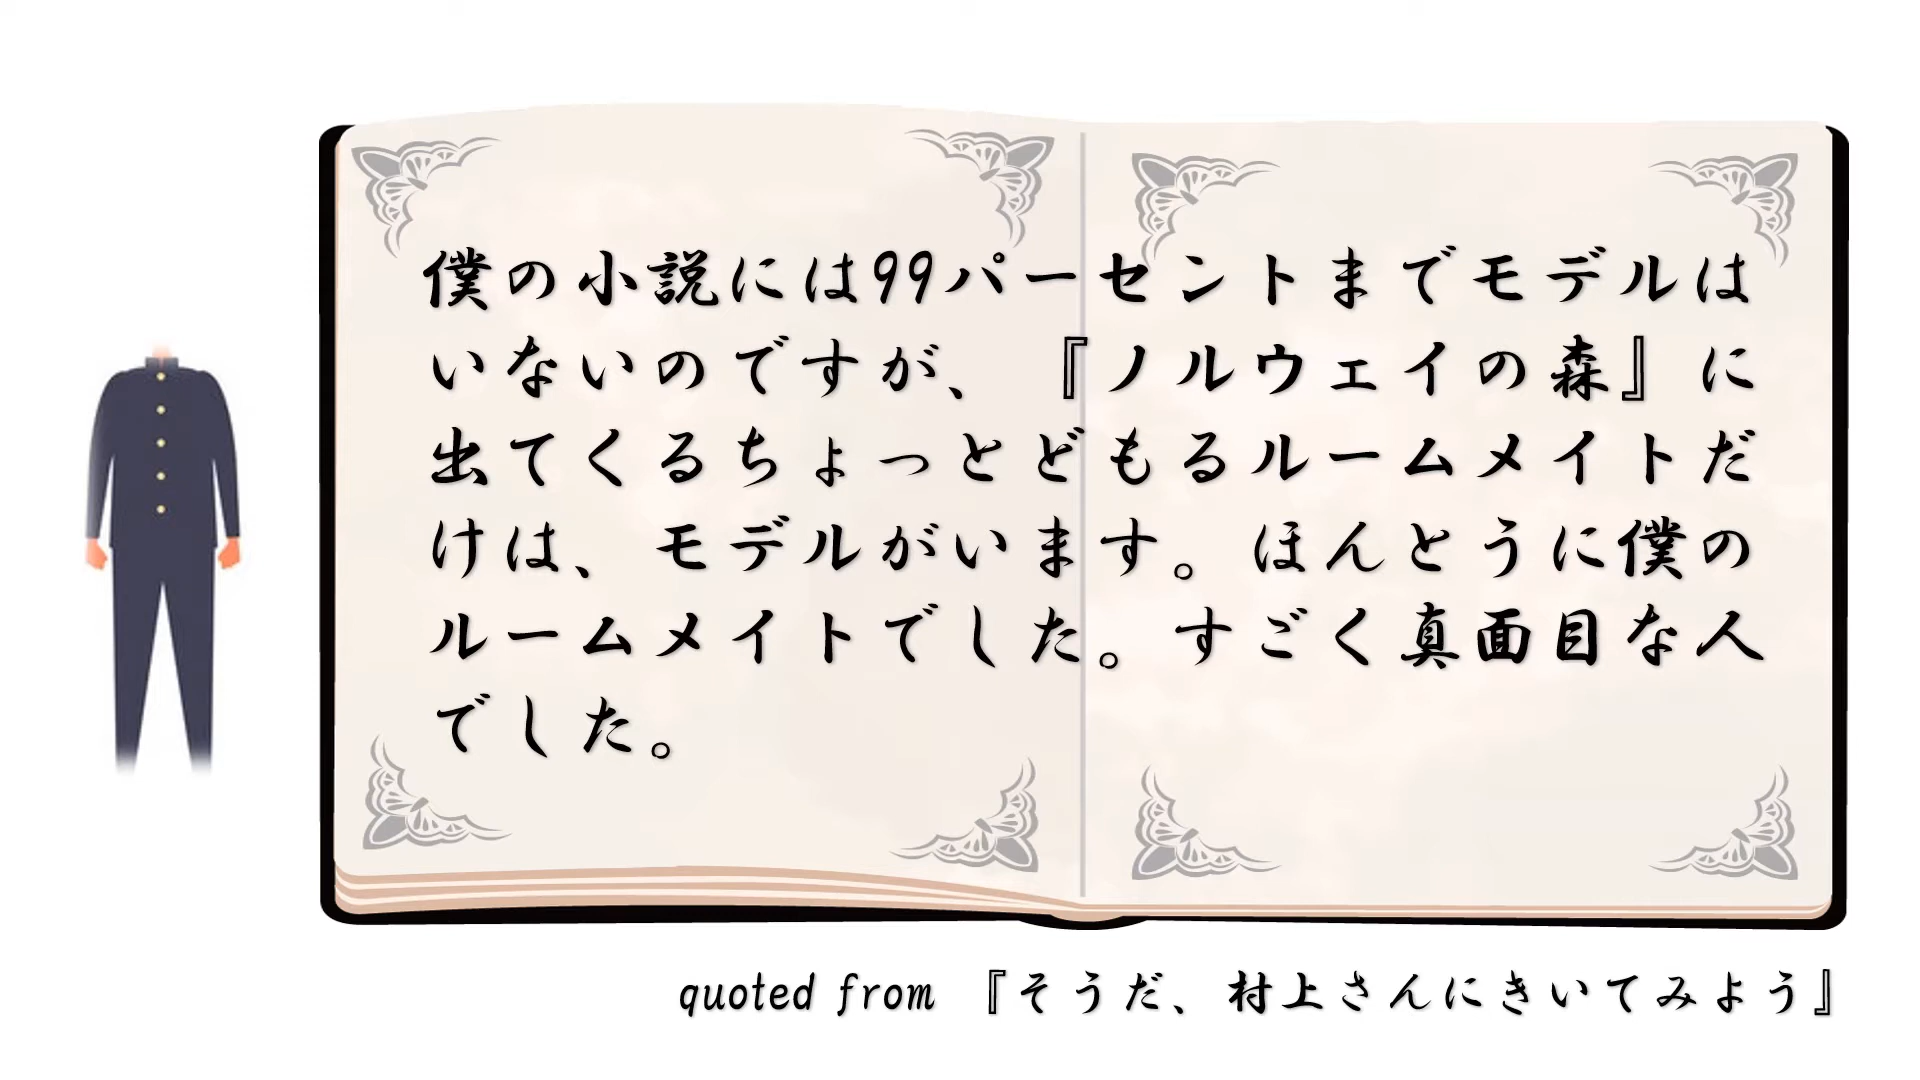 僕の小説には99パーセントまでモデルは
いないのですが、『ノルウェイの森』に
出てくるちょっとどもるルームメイトだ
けは、モデルがいます。ほんとうに僕の
ルームメイトでした。すごく真面目な人
でした。
quoted from 『そうだ、村上さんにきいてみよう』